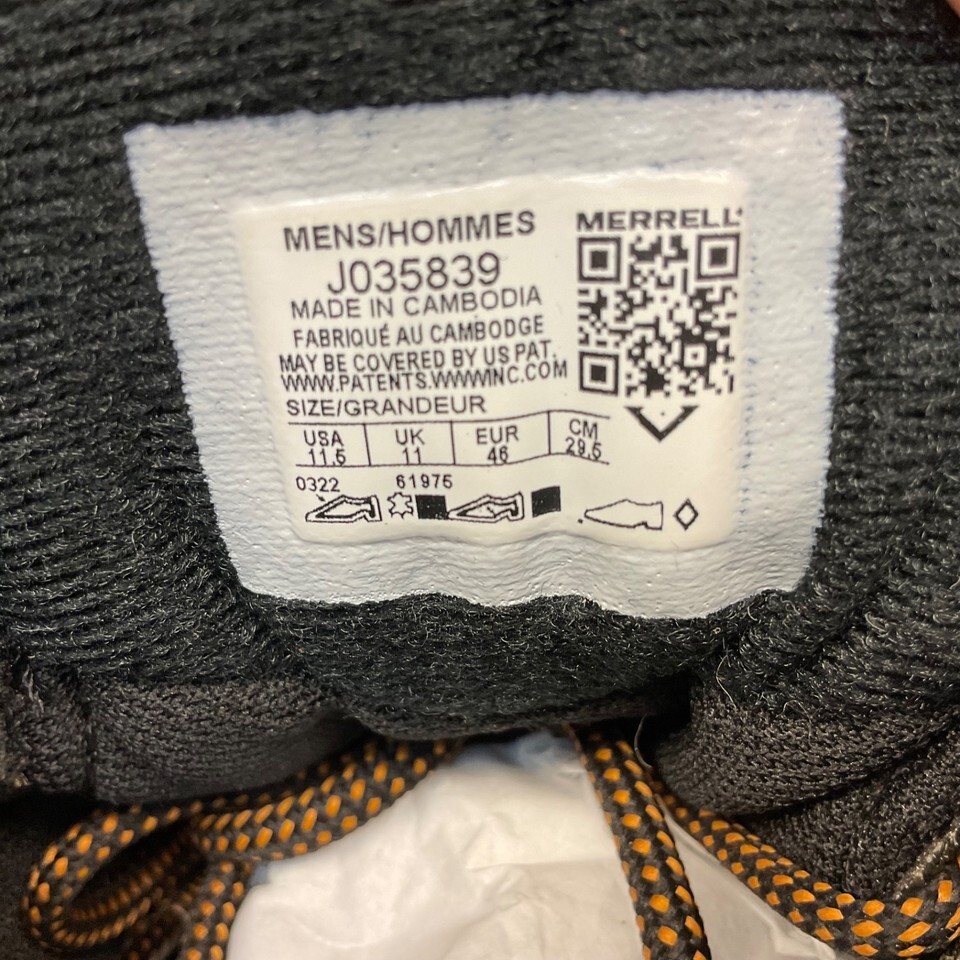 MENS/HOMMES
J035839
MADE IN CAMBODIA
FABRIQUÉ AU CAMBODGE
MAY BE COVERED BY US PAT.
WWW.PATENTS.WWWINC.COM
SIZE/GRANDEUR
USA UK EUR CM
11.5 11 46 29.5
0322 61975
MERRELL